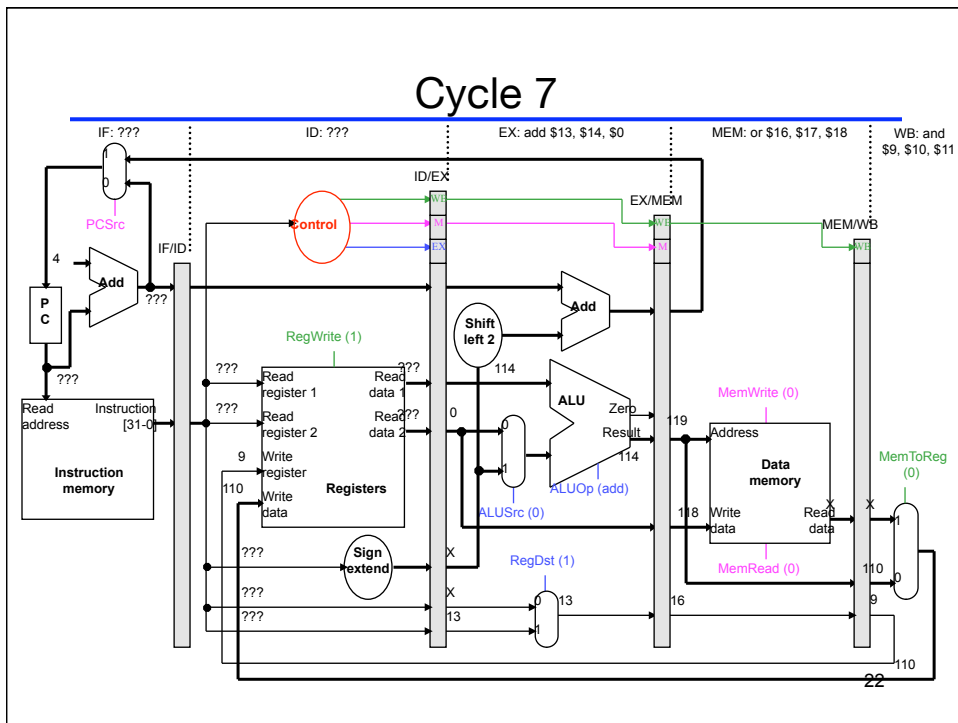 Cycle 7
IF: ???
ID: ???
EX: add $13, $14, $0
MEM: or $16, $17, $18
WB: and
$9, $10, $11
1
0
PCSrc
ID/EX
WB
M
EX
Control
EX/MEM
WB
M
MEM/WB
WB
IF/ID
4
Add
???
P
C
???
Add
Shift
left 2
RegWrite (1)
Read
address
Instruction
[31-0]
Instruction
memory
???
???
9
110
Read
register 1
Read
register 2
Write
register
Write
data
Read
data 1
Read
data 2
Registers
???
???
114
0
0
1
ALUSrc (0)
ALU
Zero
Result
114
ALUOp (add)
119
118
MemWrite (0)
Address
Write
data
Data
memory
Read
data
MemRead (0)
X
X
MemToReg
(0)
1
0
110
???
Sign
extend
X
???
???
X
13
RegDst (1)
0
1
13
16
9
110
22